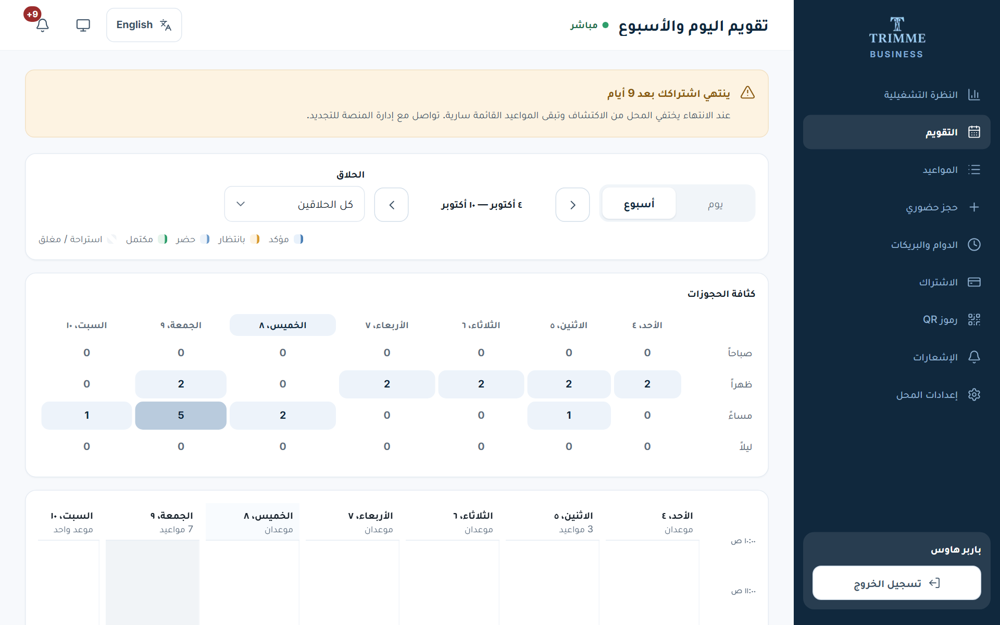 TRIMME
BUSINESS
النظرة التشغيلية
التقويم
المواعيد
حجز حضوري
الدوام والبريكات
الاشتراك
رموز QR
الإشعارات
إعدادات المحل
باربر هاوس
تسجيل الخروج
تقويم اليوم والأسبوع
مباشر
English
9+
ينتهي اشتراكك بعد 9 أيام
عند الانتهاء يختفي المحل من الاكتشاف وتبقى المواعيد القائمة سارية. تواصل مع إدارة المنصة للتجديد.
يوم أسبوع
٤ أكتوبر — ١٠ أكتوبر
الحلاق
كل الحلاقين
مؤكد بانتظار حضر مكتمل استراحة / مغلق
كثافة الحجوزات
الأحد، ٤ الاثنين، ٥ الثلاثاء، ٦ الأربعاء، ٧ الخميس، ٨ الجمعة، ٩ السبت، ١٠
صباحاً 0 0 0 0 0 0 0
ظهراً 2 2 2 2 0 2 0
مساءً 0 1 0 0 2 5 1
ليلاً 0 0 0 0 0 0 0
الأحد، ٤ الاثنين، ٥ الثلاثاء، ٦ الأربعاء، ٧ الخميس، ٨ الجمعة، ٩ السبت، ١٠
موعدان 3 مواعيد موعدان موعدان موعدان 7 مواعيد موعد واحد
١٠:٠٠ ص
١١:٠٠ ص